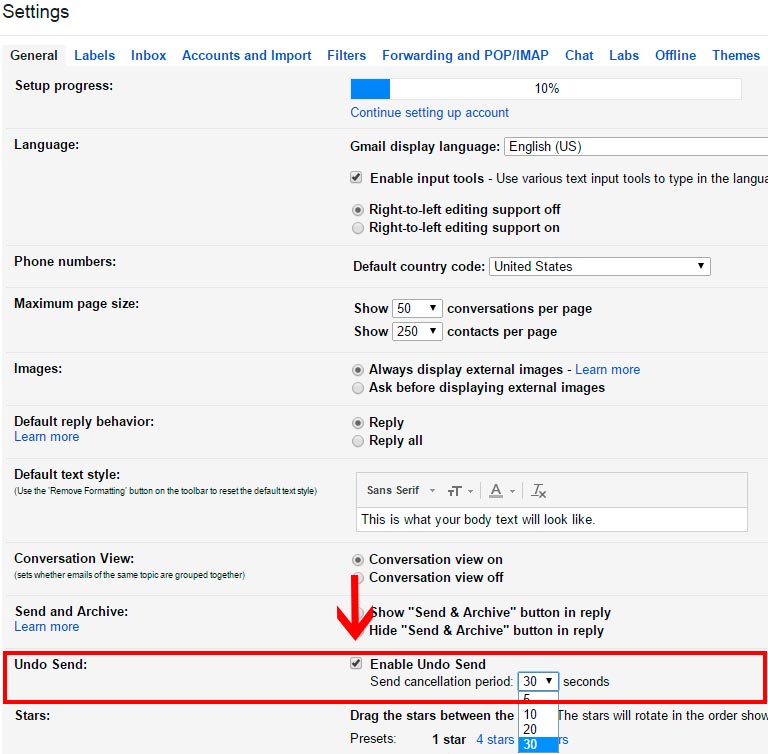 Settings
General Labels Inbox Accounts and Import Filters Forwarding and POP/IMAP Chat Labs Offline Themes
Setup progress: 10%
Continue setting up account
Language: Gmail display language: English (US)
Enable input tools - Use various text input tools to type in the langua
Right-to-left editing support off
Right-to-left editing support on
Phone numbers: Default country code: United States
Maximum page size: Show 50 conversations per page
Show 250 contacts per page
Images: Always display external images - Learn more
Ask before displaying external images
Default reply behavior: Reply
Learn more Reply all
Default text style:
(Use the 'Remove Formatting' button on the toolbar to reset the default text style)
Sans Serif
This is what your body text will look like.
Conversation View: Conversation view on
(sets whether emails of the same topic are grouped together) Conversation view off
Send and Archive: Show "Send & Archive" button in reply
Learn more Hide "Send & Archive" button in reply
Undo Send: Enable Undo Send
Send cancellation period: 30 seconds
5
Stars: Drag the stars between the 10 The stars will rotate in the order show
20
Presets: 1 star 4 stars 30 rs